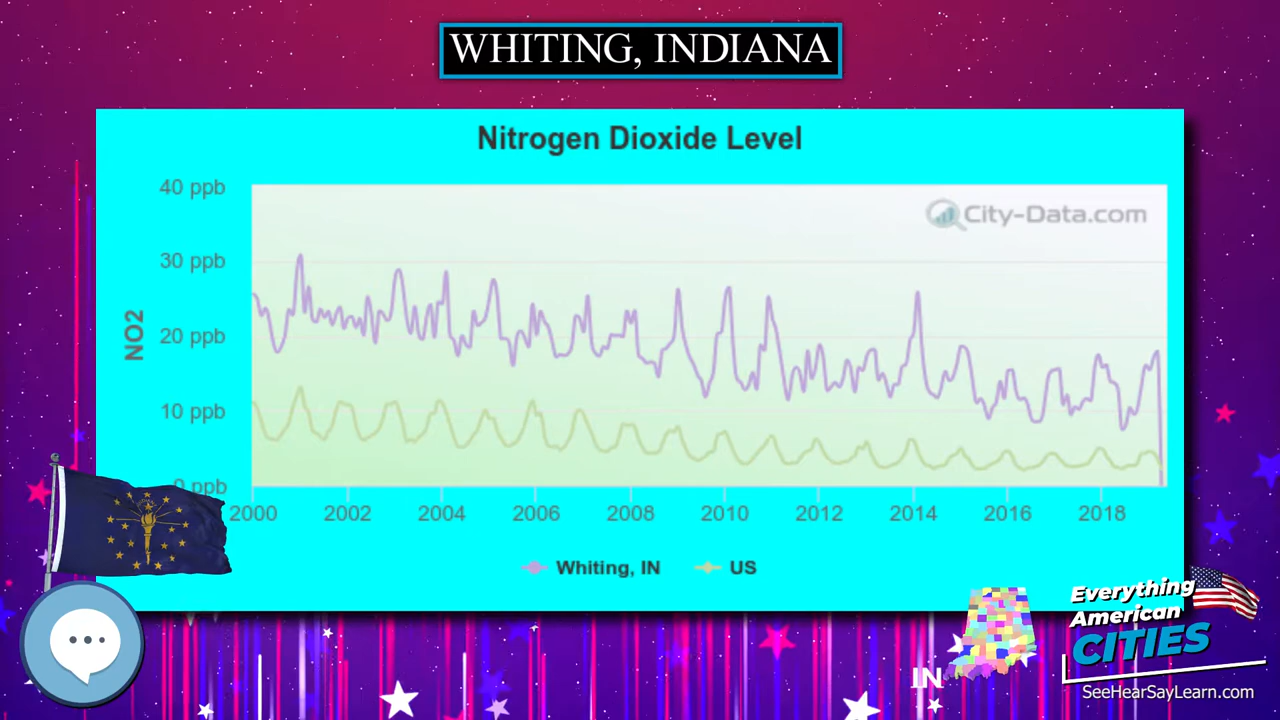 WHITING, INDIANA
Nitrogen Dioxide Level
City-Data.com
40 ppb
30 ppb
20 ppb
10 ppb
0 ppb
NO2
2000 2002 2004 2006 2008 2010 2012 2014 2016 2018
Whiting, IN US
Everything
American
CITIES
IN
SeeHearSayLearn.com